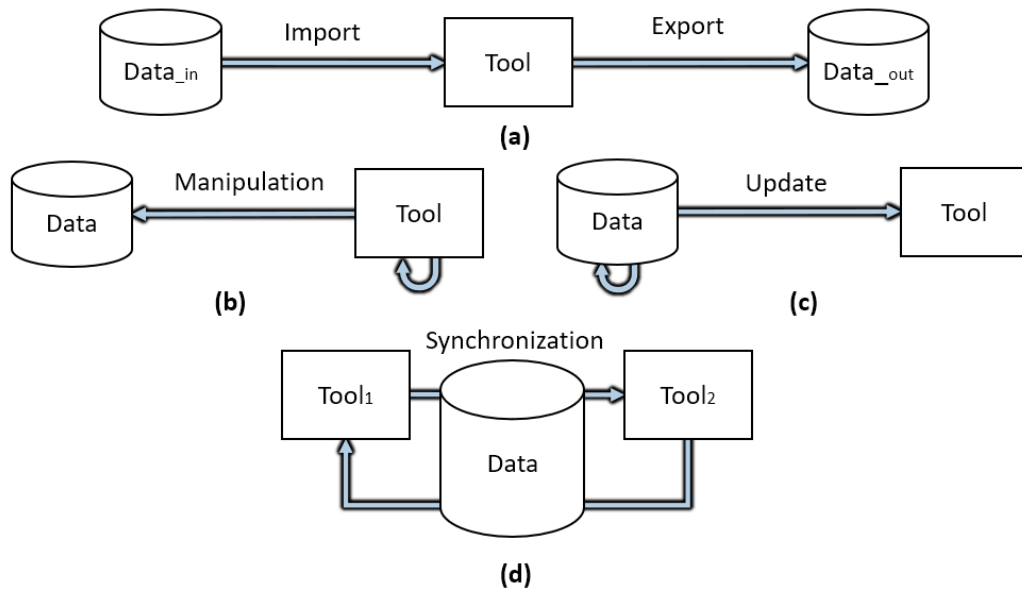 Import
Export
Data_in
Tool
Data_out
(a)
Manipulation
Update
Data
Tool
Data
Tool
(b)
(c)
Synchronization
Tool1
Tool2
Data
(d)